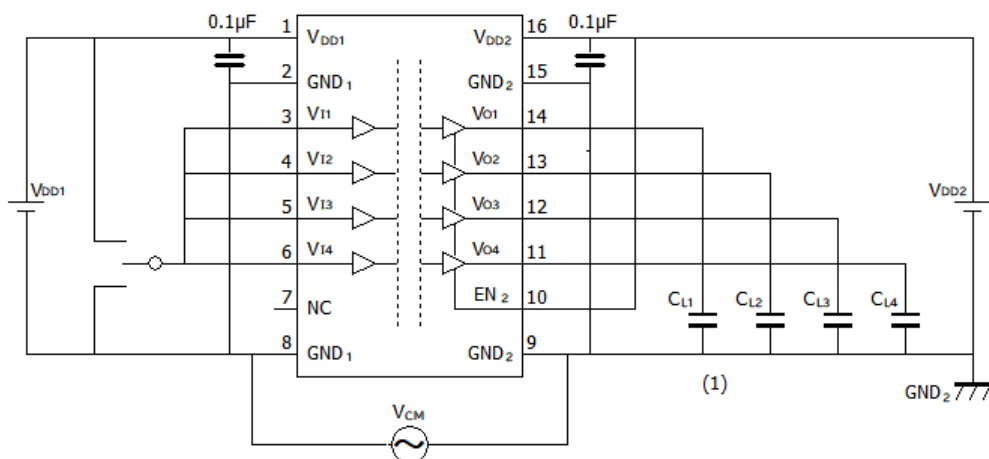 0.1µF
1
16
0.1µF
VDD1
VDD2
2
GND1
GND2
15
3
VI1
VO1
14
4
VI2
VO2
13
VDD1
5
VI3
VO3
12
VDD2
6
VI4
VO4
11
7
NC
EN2
10
CL1
CL2
CL3
CL4
8
GND1
GND2
9
(1)
GND2
VCM